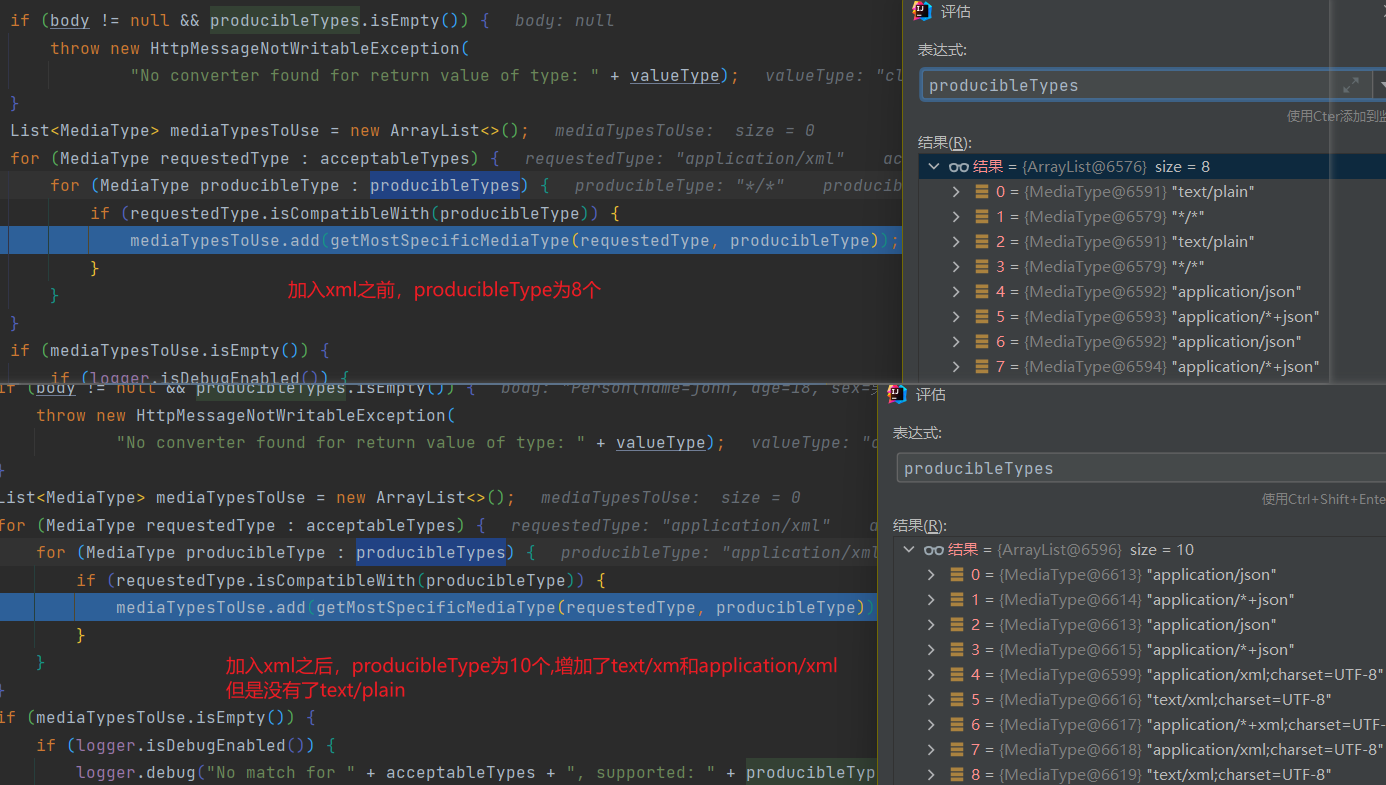 if (body != null && producibleTypes.isEmpty()) { body: null
throw new HttpMessageNotWritableException(
"No converter found for return value of type: " + valueType); valueType: "cl
}
List<MediaType> mediaTypesToUse = new ArrayList<>(); mediaTypesToUse: size = 0
for (MediaType requestedType : acceptableTypes) { requestedType: "application/xml" ac
for (MediaType producibleType : producibleTypes) { producibleType: "*/*" producib
if (requestedType.isCompatibleWith(producibleType)) {
mediaTypesToUse.add(getMostSpecificMediaType(requestedType, producibleType));
}
加入xml之前，producibleType为8个
}
}
if (mediaTypesToUse.isEmpty()) {
if (logger.isDebugEnabled()) {
评估
表达式:
producibleTypes
使用Cter添加到监
结果(R):
结果 = {ArrayList@6576} size = 8
0 = {MediaType@6591} "text/plain"
1 = {MediaType@6579} "*/*"
2 = {MediaType@6591} "text/plain"
3 = {MediaType@6579} "*/*"
4 = {MediaType@6592} "application/json"
5 = {MediaType@6593} "application/*+json"
6 = {MediaType@6592} "application/json"
7 = {MediaType@6594} "application/*+json"
if (body != null && producibleTypes.isEmpty()) { body: "Person(name=john, age=18, sex=
throw new HttpMessageNotWritableException(
"No converter found for return value of type: " + valueType); valueType: "c
}
List<MediaType> mediaTypesToUse = new ArrayList<>(); mediaTypesToUse: size = 0
for (MediaType requestedType : acceptableTypes) { requestedType: "application/xml" a
for (MediaType producibleType : producibleTypes) { producibleType: "application/xml
if (requestedType.isCompatibleWith(producibleType)) {
mediaTypesToUse.add(getMostSpecificMediaType(requestedType, producibleType))
}
}
加入xml之后，producibleType为10个,增加了text/xm和application/xml
但是没有了text/plain
}
if (mediaTypesToUse.isEmpty()) {
if (logger.isDebugEnabled()) {
logger.debug("No match for " + acceptableTypes + ", supported: " + producibleTyp
评估
表达式:
producibleTypes
使用Ctrl+Shift+Ente
结果(R):
结果 = {ArrayList@6596} size = 10
0 = {MediaType@6613} "application/json"
1 = {MediaType@6614} "application/*+json"
2 = {MediaType@6613} "application/json"
3 = {MediaType@6615} "application/*+json"
4 = {MediaType@6599} "application/xml;charset=UTF-8"
5 = {MediaType@6616} "text/xml;charset=UTF-8"
6 = {MediaType@6617} "application/*+xml;charset=UTF-
7 = {MediaType@6618} "application/xml;charset=UTF-8"
8 = {MediaType@6619} "text/xml;charset=UTF-8"